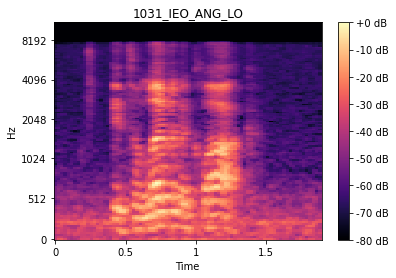 1031_IEO_ANG_LO
+0 dB
8192
-10 dB
4096
-20 dB
-30 dB
2048
Hz
-40 dB
1024
-50 dB
512
-60 dB
-70 dB
0
-80 dB
0
0.5
1
1.5
Time